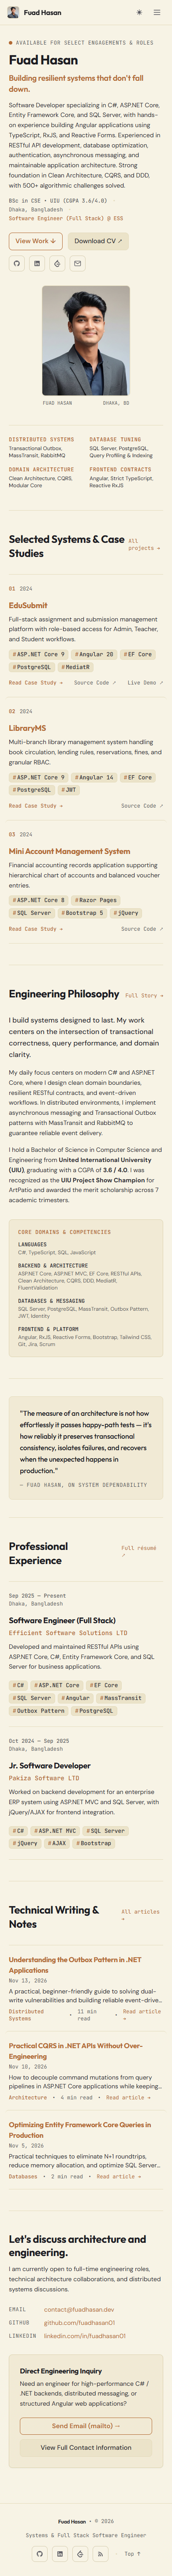 Fuad Hasan
AVAILABLE FOR SELECT ENGAGEMENTS & ROLES
Fuad Hasan
Building resilient systems that don't fall
down.
Software Developer specializing in C#, ASP.NET Core,
Entity Framework Core, and SQL Server, with hands-on
experience building Angular applications using
TypeScript, RxJS, and Reactive Forms. Experienced in
RESTful API development, database optimization,
authentication, asynchronous messaging, and
maintainable application architecture. Strong
foundation in Clean Architecture, CQRS, and DDD,
with 500+ algorithmic challenges solved.
BSc in CSE • UIU (CGPA 3.6/4.0) ·
Dhaka, Bangladesh ·
Software Engineer (Full Stack) @ ESS
View Work ↓
Download CV ↗
FUAD HASAN
DHAKA, BD
DISTRIBUTED SYSTEMS
Transactional Outbox,
MassTransit, RabbitMQ
DATABASE TUNING
SQL Server, PostgreSQL,
Query Profiling & Indexing
DOMAIN ARCHITECTURE
Clean Architecture, CQRS,
Modular Core
FRONTEND CONTRACTS
Angular, Strict TypeScript,
Reactive RxJS
Selected Systems & Case
Studies
All
projects →
01 2024
EduSubmit
Full-stack assignment and submission management
platform with role-based access for Admin, Teacher,
and Student workflows.
#ASP.NET Core 9 #Angular 20 #EF Core
#PostgreSQL #MediatR
Read Case Study → Source Code ↗ Live Demo ↗
02 2024
LibraryMS
Multi-branch library management system handling
book circulation, lending rules, reservations, fines, and
granular RBAC.
#ASP.NET Core 9 #Angular 14 #EF Core
#PostgreSQL #JWT
Read Case Study → Source Code ↗
03 2024
Mini Account Management System
Financial accounting records application supporting
hierarchical chart of accounts and double-balanced
voucher entries.
#ASP.NET Core 8 #Razor Pages
#SQL Server #Bootstrap 5 #jQuery
Read Case Study → Source Code ↗
Engineering Philosophy
Full Story →
I build systems designed to last. My work
centers on the intersection of transactional
correctness, query performance, and domain
clarity.
My daily focus centers on modern C# and ASP.NET
Core, where I design clean domain boundaries,
resilient RESTful contracts, and event-driven
workflows. In distributed environments, I implement
asynchronous messaging and Transactional Outbox
patterns with MassTransit and RabbitMQ to
guarantee reliable event delivery.
I hold a Bachelor of Science in Computer Science and
Engineering from United International University
(UIU), graduating with a CGPA of 3.6 / 4.0. I was
recognized as the UIU Project Show Champion for
ArtPatio and awarded the merit scholarship across 7
academic trimesters.
CORE DOMAINS & COMPETENCIES
LANGUAGES
C#, TypeScript, SQL, JavaScript
BACKEND & ARCHITECTURE
ASP.NET Core, ASP.NET MVC, EF Core, RESTful APIs,
Clean Architecture, CQRS, DDD, MediatR,
FluentValidation
DATABASES & MESSAGING
SQL Server, PostgreSQL, MassTransit, Outbox Pattern,
JWT, Identity
FRONTEND & PLATFORM
Angular, RxJS, Reactive Forms, Bootstrap, Tailwind CSS,
Git, Jira, Scrum
"The measure of an architecture is not how
effortlessly it passes happy-path tests — it's
how reliably it preserves transactional
consistency, isolates failures, and recovers
when the unexpected happens in
production."
— FUAD HASAN, ON SYSTEM DEPENDABILITY
Professional
Experience
Full résumé
↗
Sep 2025 — Present
Dhaka, Bangladesh
Software Engineer (Full Stack)
Efficient Software Solutions LTD
Developed and maintained RESTful APIs using
ASP.NET Core, C#, Entity Framework Core, and SQL
Server for business applications.
#C# #ASP.NET Core #EF Core
#SQL Server #Angular #MassTransit
#Outbox Pattern #PostgreSQL
Oct 2024 — Sep 2025
Dhaka, Bangladesh
Jr. Software Developer
Pakiza Software LTD
Worked on backend development for an enterprise
ERP system using ASP.NET MVC and SQL Server, with
jQuery/AJAX for frontend integration.
#C# #ASP.NET MVC #SQL Server
#jQuery #AJAX #Bootstrap
Technical Writing &
Notes
All articles
→
Understanding the Outbox Pattern in .NET
Applications
Nov 13, 2026
A practical, beginner-friendly guide to solving dual-
write vulnerabilities and building reliable event-drive...
Distributed
Systems • 11 min
read • Read article
→
Practical CQRS in .NET APIs Without Over-
Engineering
Nov 10, 2026
How to decouple command mutations from query
pipelines in ASP.NET Core applications while keeping...
Architecture • 4 min read • Read article →
Optimizing Entity Framework Core Queries in
Production
Nov 5, 2026
Practical techniques to eliminate N+1 roundtrips,
reduce memory allocation, and optimize SQL Server...
Databases • 2 min read • Read article →
Let's discuss architecture and
engineering.
I am currently open to full-time engineering roles,
technical architecture collaborations, and distributed
systems discussions.
EMAIL contact@fuadhasan.dev
GITHUB github.com/fuadhasan01
LINKEDIN linkedin.com/in/fuadhasan01
Direct Engineering Inquiry
Need an engineer for high-performance C# /
.NET backends, distributed messaging, or
structured Angular web applications?
Send Email (mailto) →
View Full Contact Information
Fuad Hasan • © 2026
Systems & Full Stack Software Engineer
Top ↑